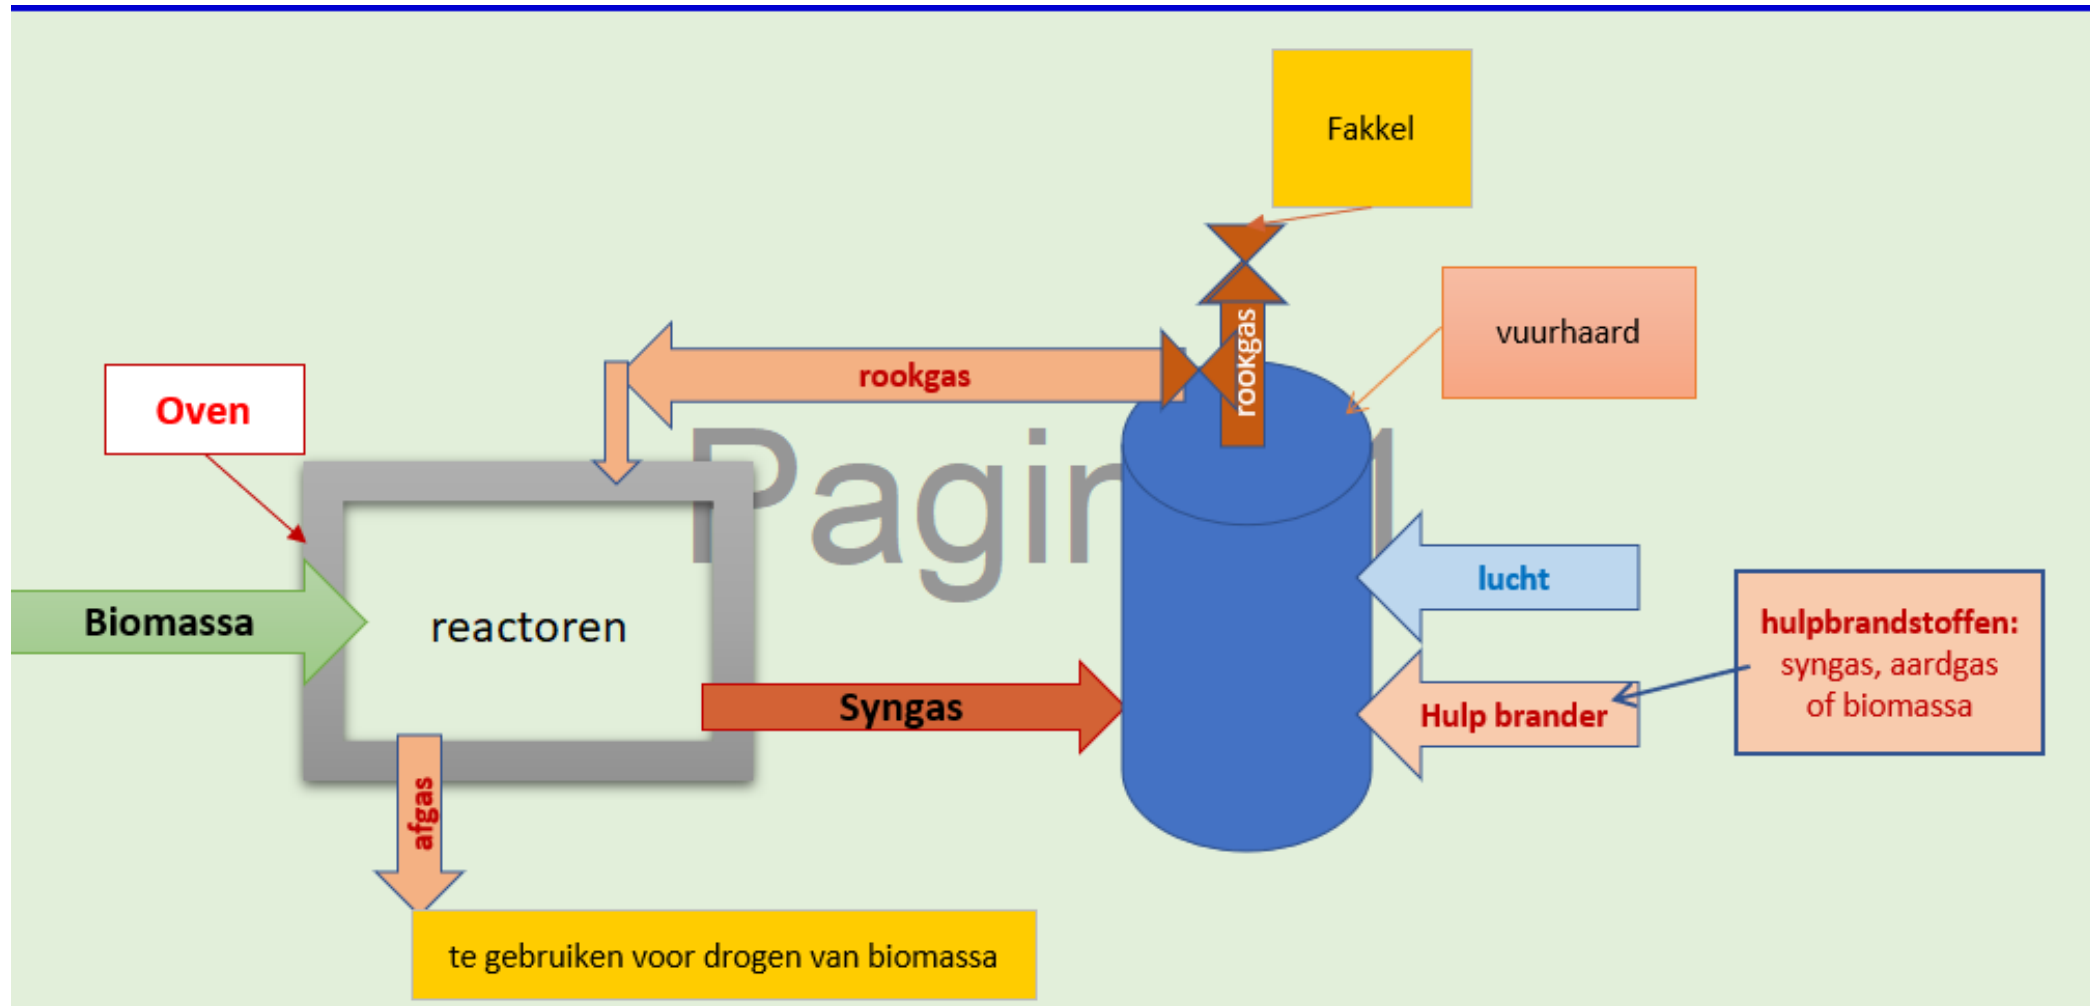 Fakkel
rookgas
vuurhaard
rookgas
Oven
lucht
Biomassa
reactoren
hulpbrandstoffen:
syngas, aardgas
of biomassa
Syngas
Hulp brander
afgas
te gebruiken voor drogen van biomassa